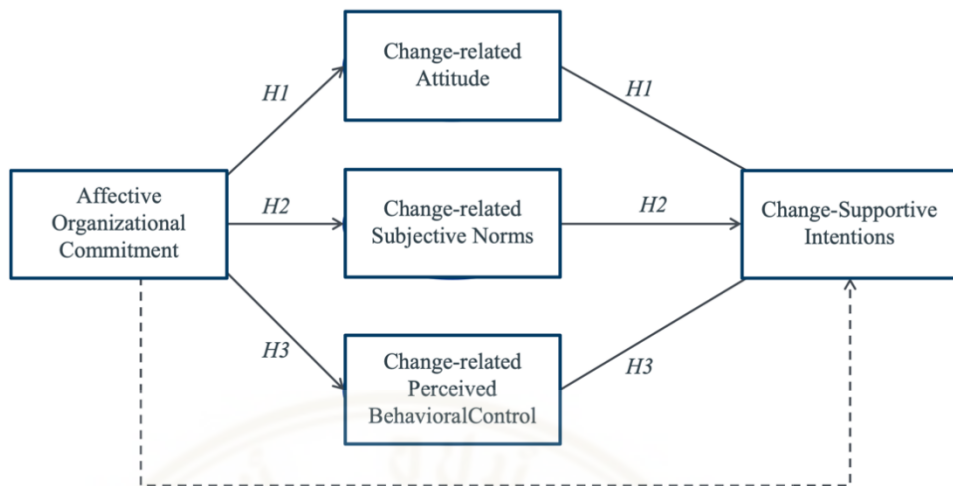 Change-related
Attitude
H1
H1
Affective
Organizational
Commitment
H2
Change-related
Subjective Norms
H2
Change-Supportive
Intentions
H3
Change-related
Perceived
BehavioralControl
H3